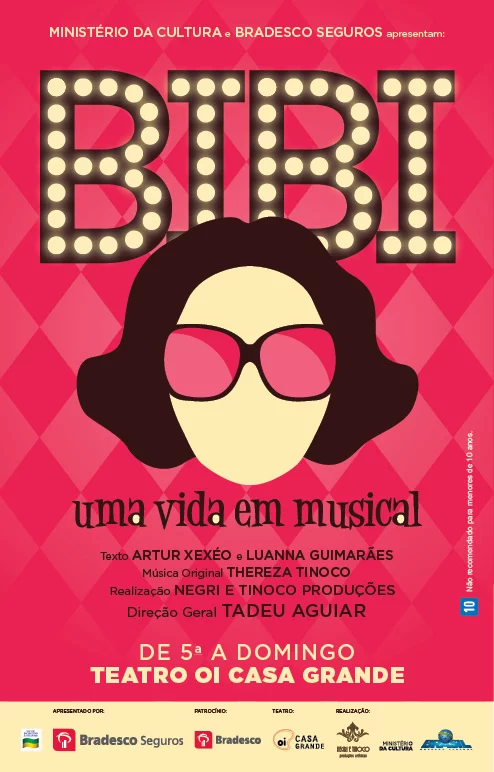 MINISTÉRIO DA CULTURA e BRADESCO SEGUROS apresentam:
BIBI
uma vida em musical
Texto ARTUR XEXÉO e LUANNA GUIMARÃES
Música Original THEREZA TINOCO
Realização NEGRI E TINOCO PRODUÇÕES
Direção Geral TADEU AGUIAR
10 Não recomendado para menores de 10 anos.
DE 5ª A DOMINGO
TEATRO OI CASA GRANDE
APRESENTADO POR: PATROCÍNIO: TEATRO: REALIZAÇÃO:
Bradesco Seguros
Bradesco
oi CASA GRANDE
NEGRI E TINOCO
produções artísticas
MINISTÉRIO DA CULTURA